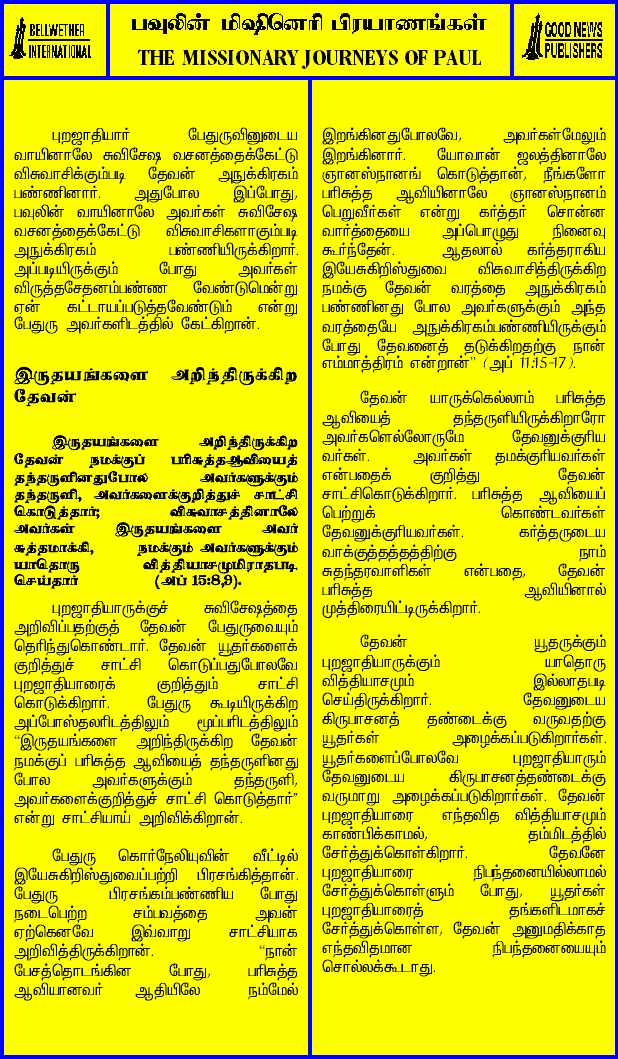 BELLWETHER
INTERNATIONAL
பவுலின் மிஷினெரி பிரயாணங்கள்
THE MISSIONARY JOURNEYS OF PAUL
GOOD NEWS
PUBLISHERS
புறஜாதியார் பேதுருவினுடைய
வாயினாலே சுவிசேஷ வசனத்தைக்கேட்டு
விசுவாசிக்கும்படி தேவன் அநுக்கிரகம்
பண்ணினார். அதுபோல இப்போது,
பவுலின் வாயினாலே அவர்கள் சுவிசேஷ
வசனத்தைக்கேட்டு விசுவாசிகளாகும்படி
அநுக்கிரகம் பண்ணியிருக்கிறார்.
அப்படியிருக்கும் போது அவர்கள்
விருத்தசேதனம்பண்ண வேண்டுமென்று
ஏன் கட்டாயப்படுத்தவேண்டும் என்று
பேதுரு அவர்களிடத்தில் கேட்கிறான்.
இருதயங்களை அறிந்திருக்கிற
தேவன்
இருதயங்களை அறிந்திருக்கிற
தேவன் நமக்குப் பரிசுத்தஆவியைத்
தந்தருளினதுபோல் அவர்களுக்கும்
தந்தருளி, அவர்களைக்குறித்துச் சாட்சி
கொடுத்தார்; விசுவாசத்தினாலே
அவர்கள் இருதயங்களை அவர்
சுத்தமாக்கி, நமக்கும் அவர்களுக்கும்
யாதொரு வித்தியாசமுமிராதபடி
செய்தார் (அப் 15:8,9).
புறஜாதியாருக்குச் சுவிசேஷத்தை
அறிவிப்பதற்குத் தேவன் பேதுருவையும்
தெரிந்துகொண்டார். தேவன் யூதர்களைக்
குறித்துச் சாட்சி கொடுப்பதுபோலவே
புறஜாதியாரைக் குறித்தும் சாட்சி
கொடுக்கிறார். பேதுரு கூடியிருக்கிற
அப்போஸ்தலரிடத்திலும் மூப்பரிடத்திலும்
“இருதயங்களை அறிந்திருக்கிற தேவன்
நமக்குப் பரிசுத்த ஆவியைத் தந்தருளினது
போல அவர்களுக்கும் தந்தருளி,
அவர்களைக்குறித்துச் சாட்சி கொடுத்தார்”
என்று சாட்சியாய் அறிவிக்கிறான்.
பேதுரு கொர்நேலியுவின் வீட்டில்
இயேசுகிறிஸ்துவைப்பற்றி பிரசங்கித்தான்.
பேதுரு பிரசங்கம்பண்ணிய போது
நடைபெற்ற சம்பவத்தை அவன்
ஏற்கெனவே இவ்வாறு சாட்சியாக
அறிவித்திருக்கிறான். “நான்
பேசத்தொடங்கின போது, பரிசுத்த
ஆவியானவர் ஆதியிலே நம்மேல்
இறங்கினதுபோலவே, அவர்கள்மேலும்
இறங்கினார். யோவான் ஜலத்தினாலே
ஞானஸ்நானங் கொடுத்தான், நீங்களோ
பரிசுத்த ஆவியினாலே ஞானஸ்நானம்
பெறுவீர்கள் என்று கர்த்தர் சொன்ன
வார்த்தையை அப்பொழுது நினைவு
கூர்ந்தேன். ஆதலால் கர்த்தராகிய
இயேசுகிறிஸ்துவை விசுவாசித்திருக்கிற
நமக்கு தேவன் வரத்தை அநுக்கிரகம்
பண்ணினது போல அவர்களுக்கும் அந்த
வரத்தையே அநுக்கிரகம்பண்ணியிருக்கும்
போது தேவனைத் தடுக்கிறதற்கு நான்
எம்மாத்திரம் என்றான்” (அப் 11:15-17).
தேவன் யாருக்கெல்லாம் பரிசுத்த
ஆவியைத் தந்தருளியிருக்கிறாரோ
அவர்களெல்லோருமே தேவனுக்குரிய
வர்கள். அவர்கள் தமக்குரியவர்கள்
என்பதைக் குறித்து தேவன்
சாட்சிகொடுக்கிறார். பரிசுத்த ஆவியைப்
பெற்றுக் கொண்டவர்கள்
தேவனுக்குரியவர்கள். கர்த்தருடைய
வாக்குத்தத்தத்திற்கு நாம்
சுதந்தரவாளிகள் என்பதை, தேவன்
பரிசுத்த ஆவியினால்
முத்திரையிட்டிருக்கிறார்.
தேவன் யூதருக்கும்
புறஜாதியாருக்கும் யாதொரு
வித்தியாசமும் இல்லாதபடி
செய்திருக்கிறார். தேவனுடைய
கிருபாசனத் தண்டைக்கு வருவதற்கு
யூதர்கள் அழைக்கப்படுகிறார்கள்.
யூதர்களைப்போலவே புறஜாதியாரும்
தேவனுடைய கிருபாசனத்தண்டைக்கு
வருமாறு அழைக்கப்படுகிறார்கள். தேவன்
புறஜாதியாரை எந்தவித வித்தியாசமும்
காண்பிக்காமல், தம்மிடத்தில்
சேர்த்துக்கொள்கிறார். தேவனே
புறஜாதியாரை நிபந்தனையில்லாமல்
சேர்த்துக்கொள்ளும் போது, யூதர்கள்
புறஜாதியாரைத் தங்களிடமாகச்
சேர்த்துக்கொள்ள, தேவன் அனுமதிக்காத
எந்தவிதமான நிபந்தனையையும்
சொல்லக்கூடாது.